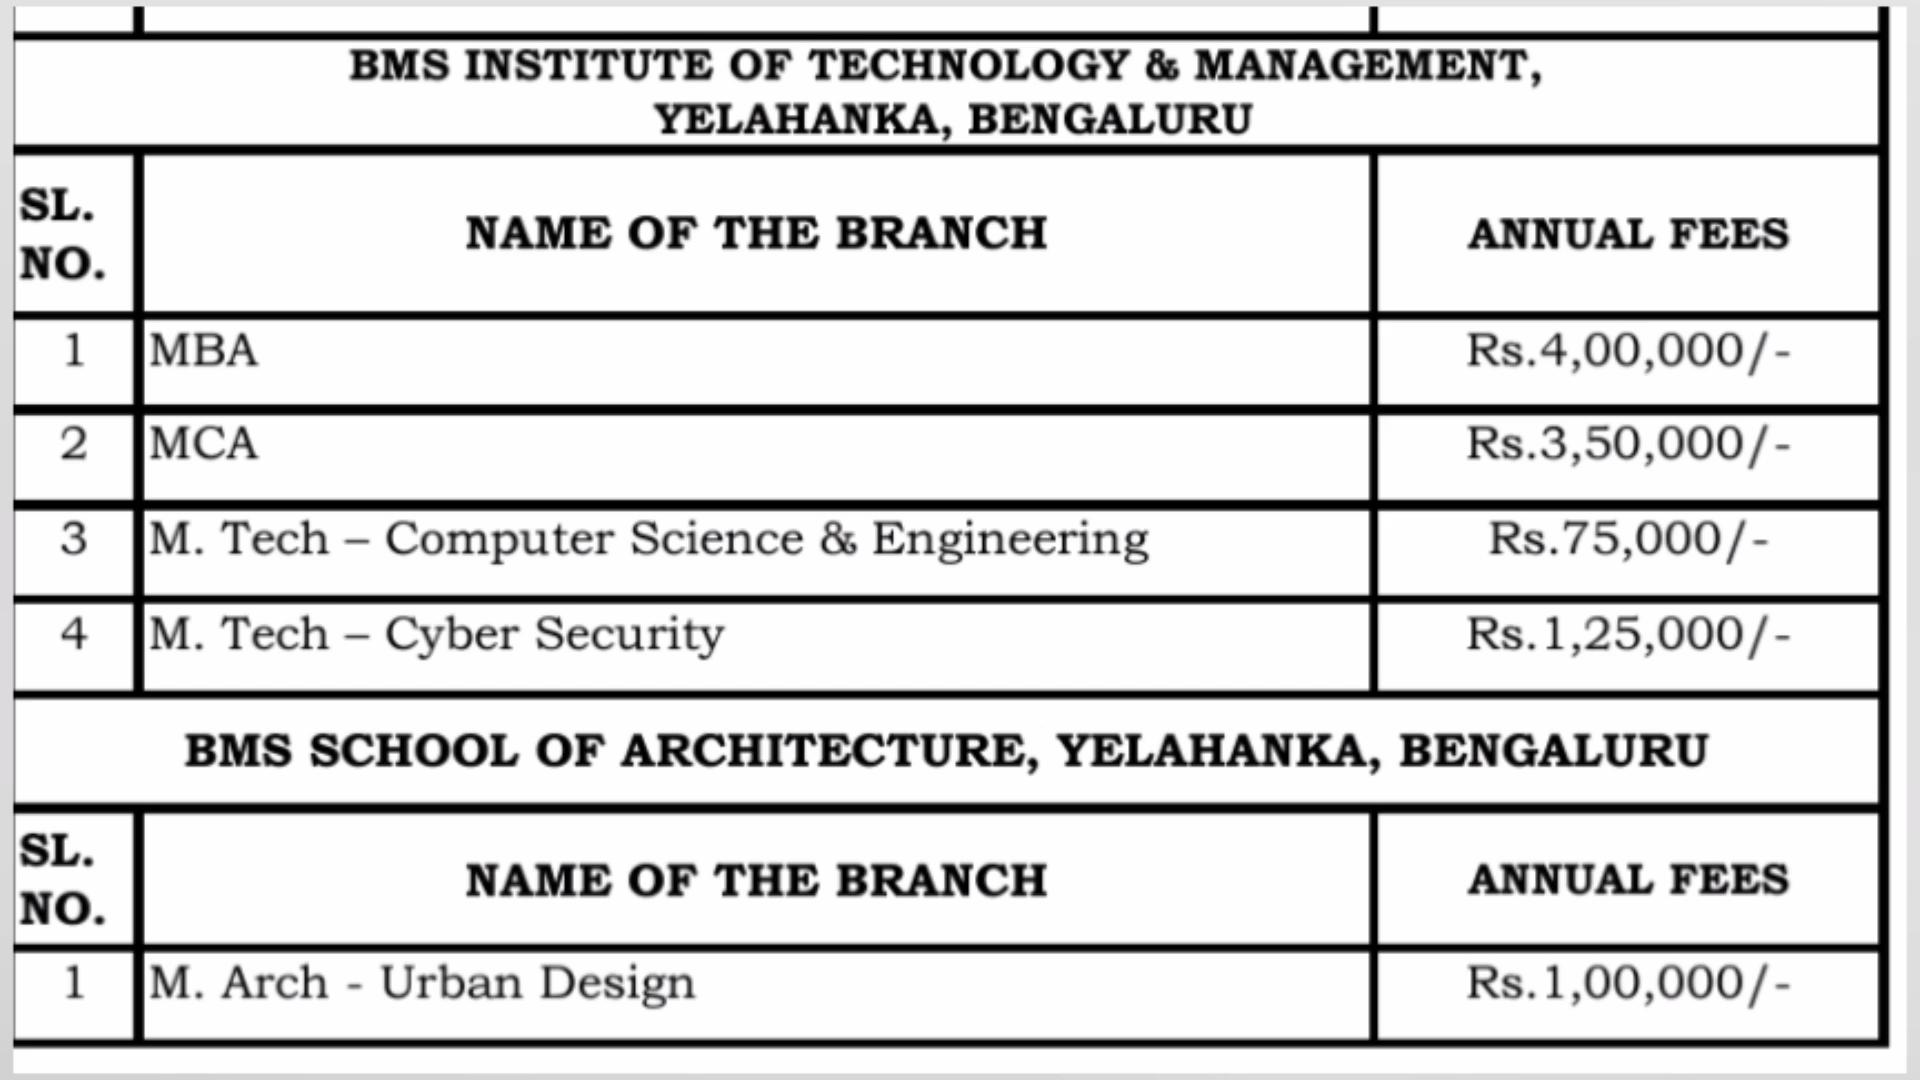 BMS INSTITUTE OF TECHNOLOGY & MANAGEMENT,
YELAHANKA, BENGALURU
SL. NO. NAME OF THE BRANCH ANNUAL FEES
1 MBA Rs.4,00,000/-
2 MCA Rs.3,50,000/-
3 M. Tech – Computer Science & Engineering Rs.75,000/-
4 M. Tech – Cyber Security Rs.1,25,000/-
BMS SCHOOL OF ARCHITECTURE, YELAHANKA, BENGALURU
SL. NO. NAME OF THE BRANCH ANNUAL FEES
1 M. Arch - Urban Design Rs.1,00,000/-